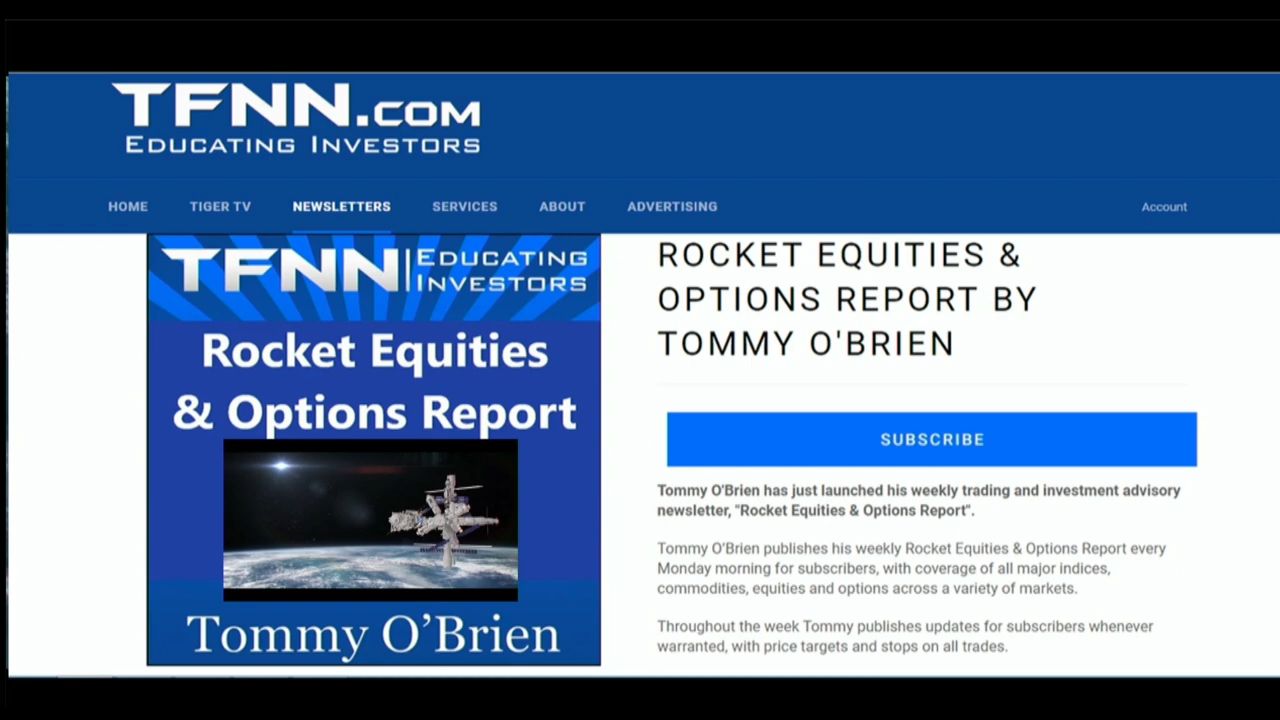 TFNN.COM
EDUCATING INVESTORS
HOME TIGER TV NEWSLETTERS SERVICES ABOUT ADVERTISING Account
TFNN EDUCATING
INVESTORS
Rocket Equities
& Options Report
Tommy O’Brien
ROCKET EQUITIES &
OPTIONS REPORT BY
TOMMY O'BRIEN
SUBSCRIBE
Tommy O'Brien has just launched his weekly trading and investment advisory
newsletter, "Rocket Equities & Options Report".
Tommy O’Brien publishes his weekly Rocket Equities & Options Report every
Monday morning for subscribers, with coverage of all major indices,
commodities, equities and options across a variety of markets.
Throughout the week Tommy publishes updates for subscribers whenever
warranted, with price targets and stops on all trades.